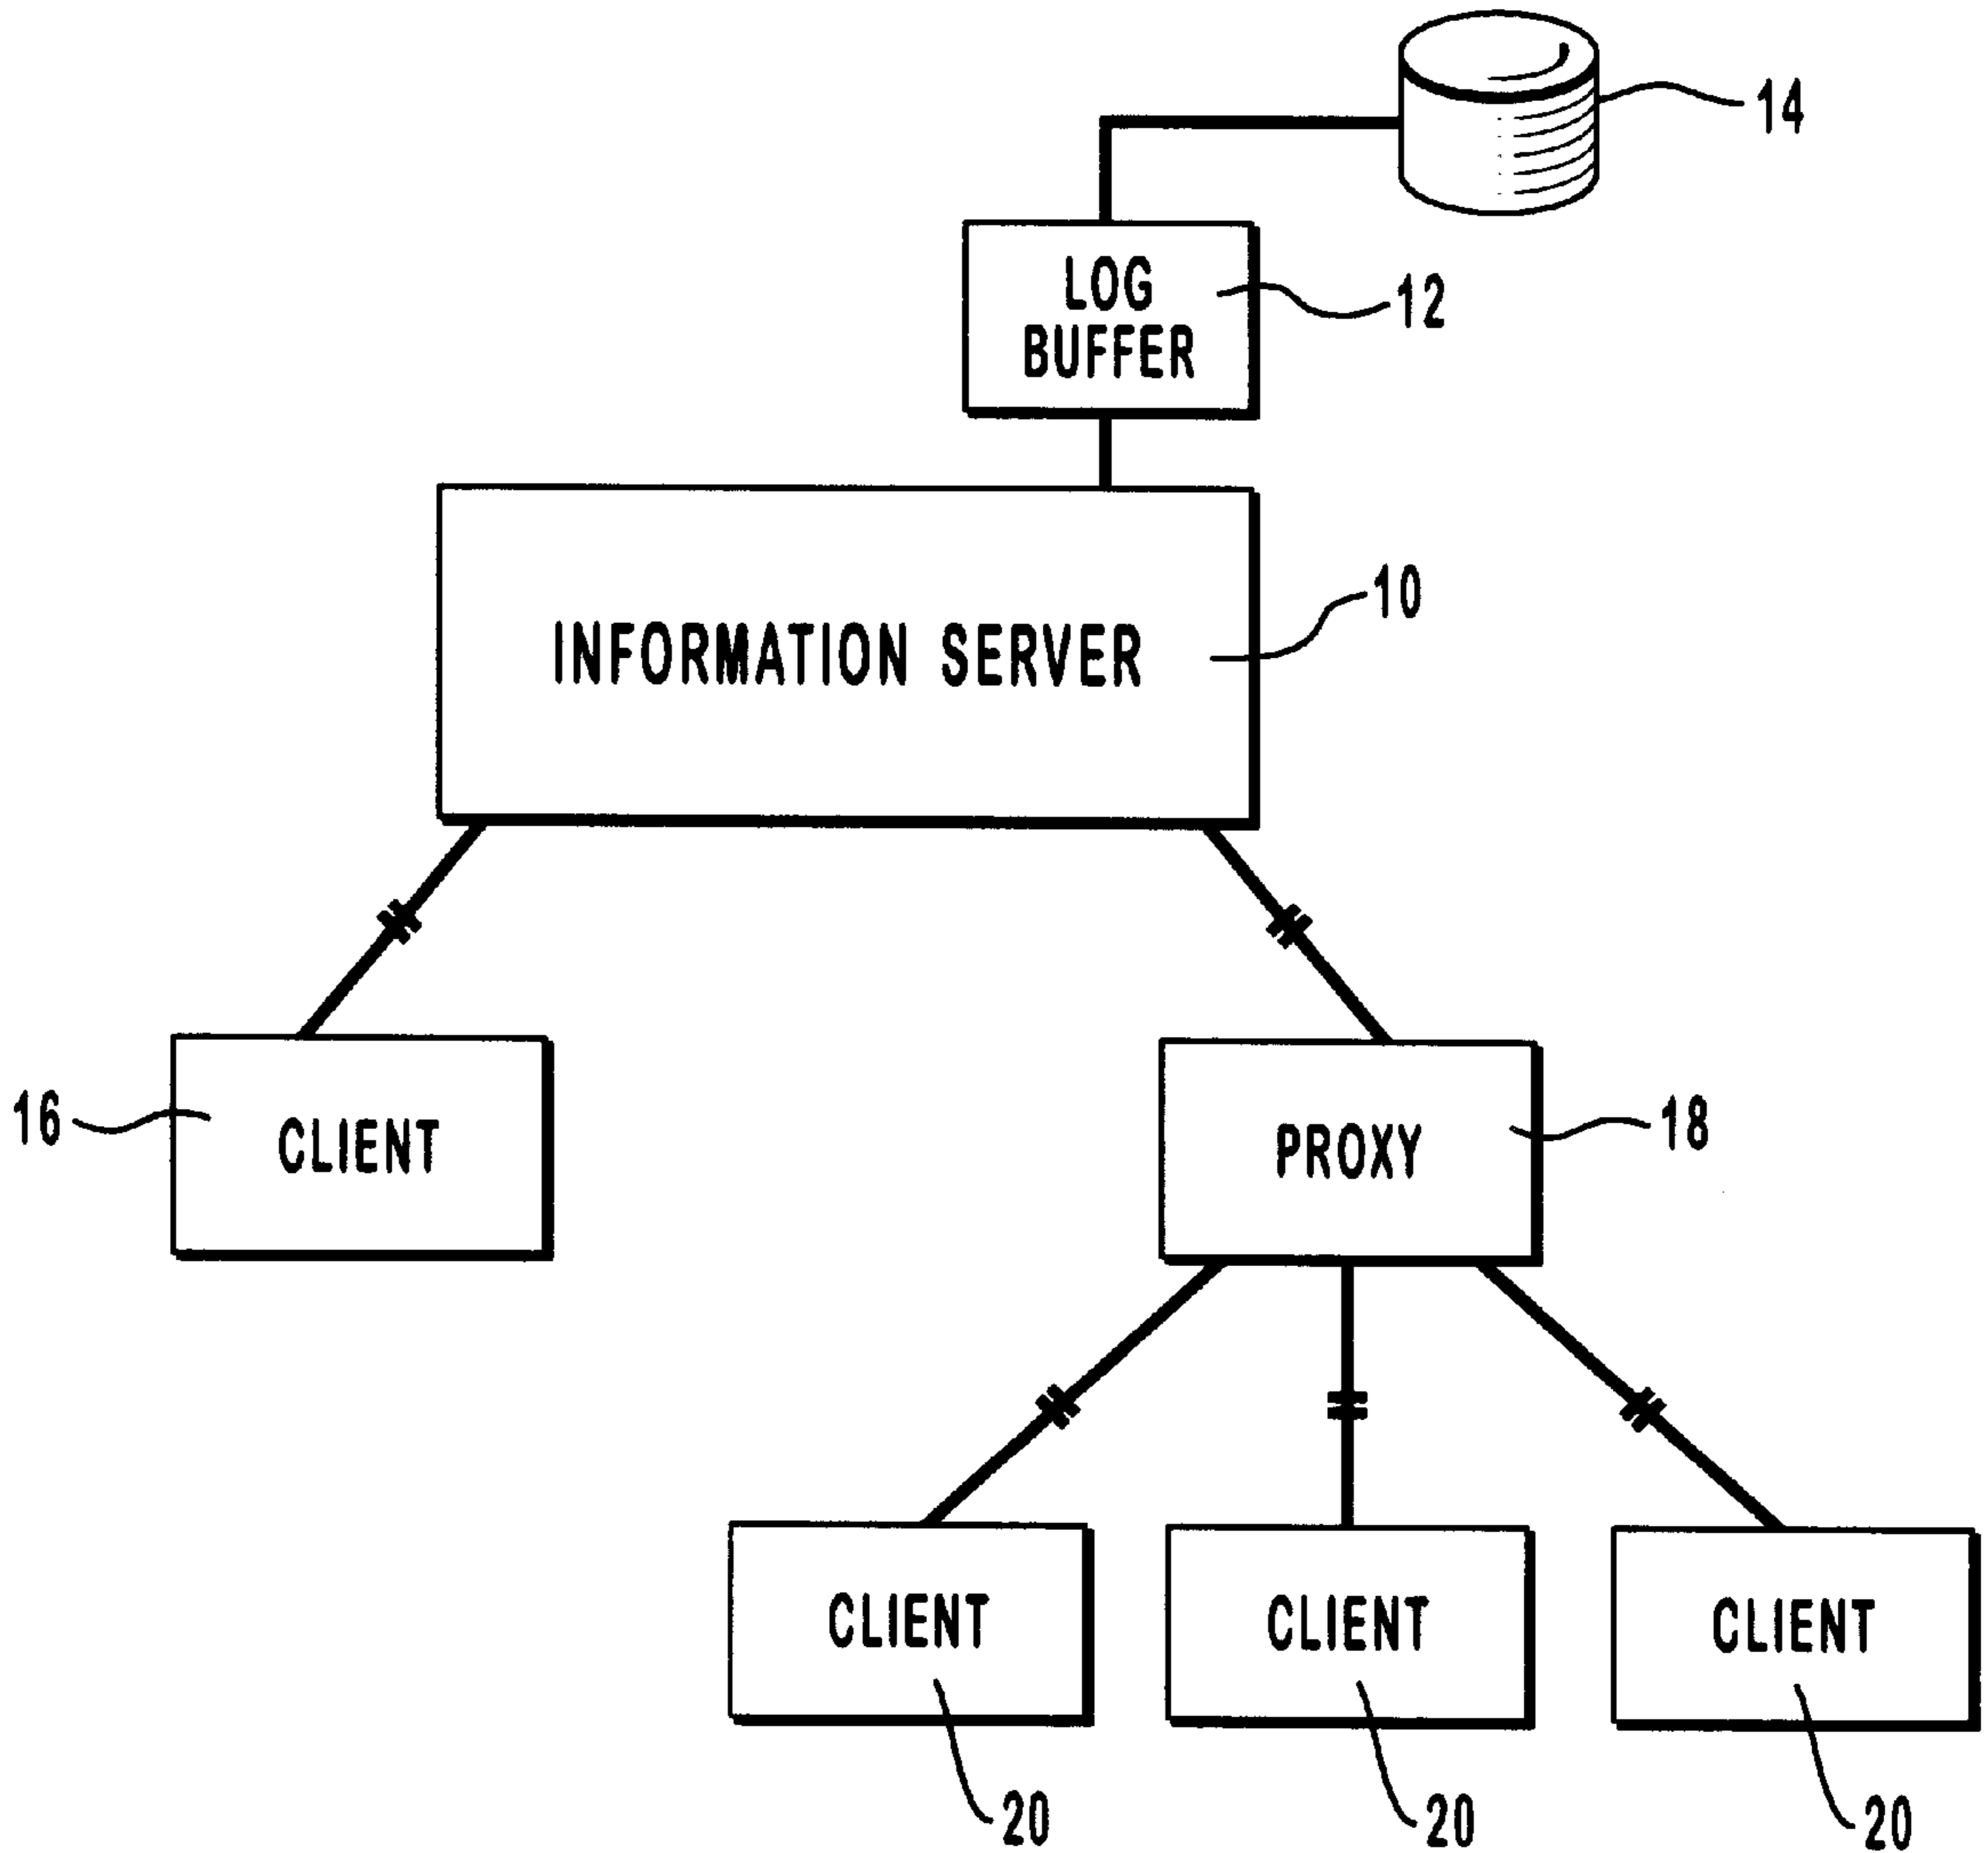 14
LOG
BUFFER
12
10
INFORMATION SERVER
16
CLIENT
PROXY
18
CLIENT
CLIENT
CLIENT
20
20
20